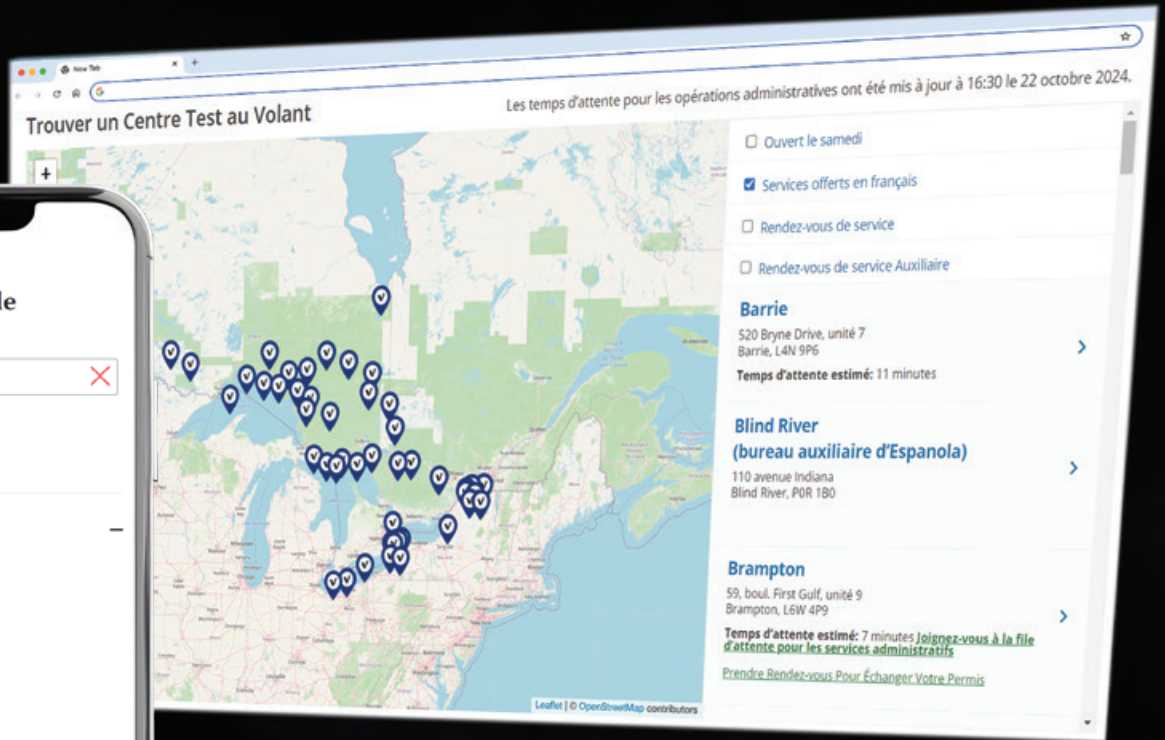 New Tab
Trouver un Centre Test au Volant
Les temps d'attente pour les opérations administratives ont été mis à jour à 16:30 le 22 octobre 2024.
+
Ouvert le samedi
Services offerts en français
Rendez-vous de service
Rendez-vous de service Auxiliaire
Barrie
520 Bryne Drive, unité 7
Barrie, L4N 9P6
Temps d'attente estimé: 11 minutes
Blind River
(bureau auxiliaire d'Espanola)
110 avenue Indiana
Blind River, P0R 1B0
Brampton
59, boul. First Gulf, unité 9
Brampton, L6W 4P9
Temps d'attente estimé: 7 minutes Joignez-vous à la file
d'attente pour les services administratifs
Prendre Rendez-vous Pour Échanger Votre Permis
Leaflet | © OpenStreetMap contributors
le